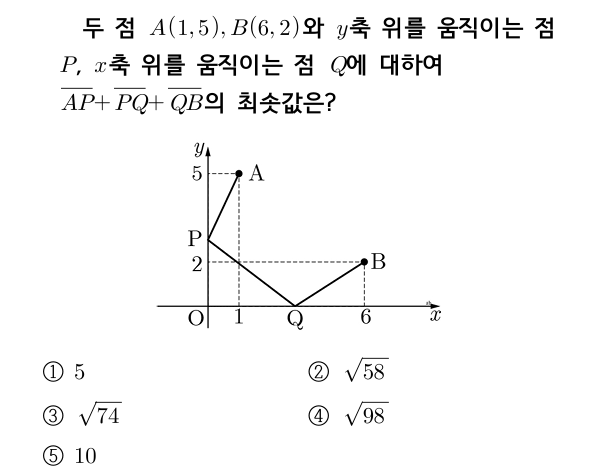 두 점 A(1,5), B(6,2)와 y축 위를 움직이는 점
P, x축 위를 움직이는 점 Q에 대하여
AP+PQ+QB의 최솟값은?
y
5 A
P
2 B
O 1 Q 6 x
① 5 ② √58
③ √74 ④ √98
⑤ 10